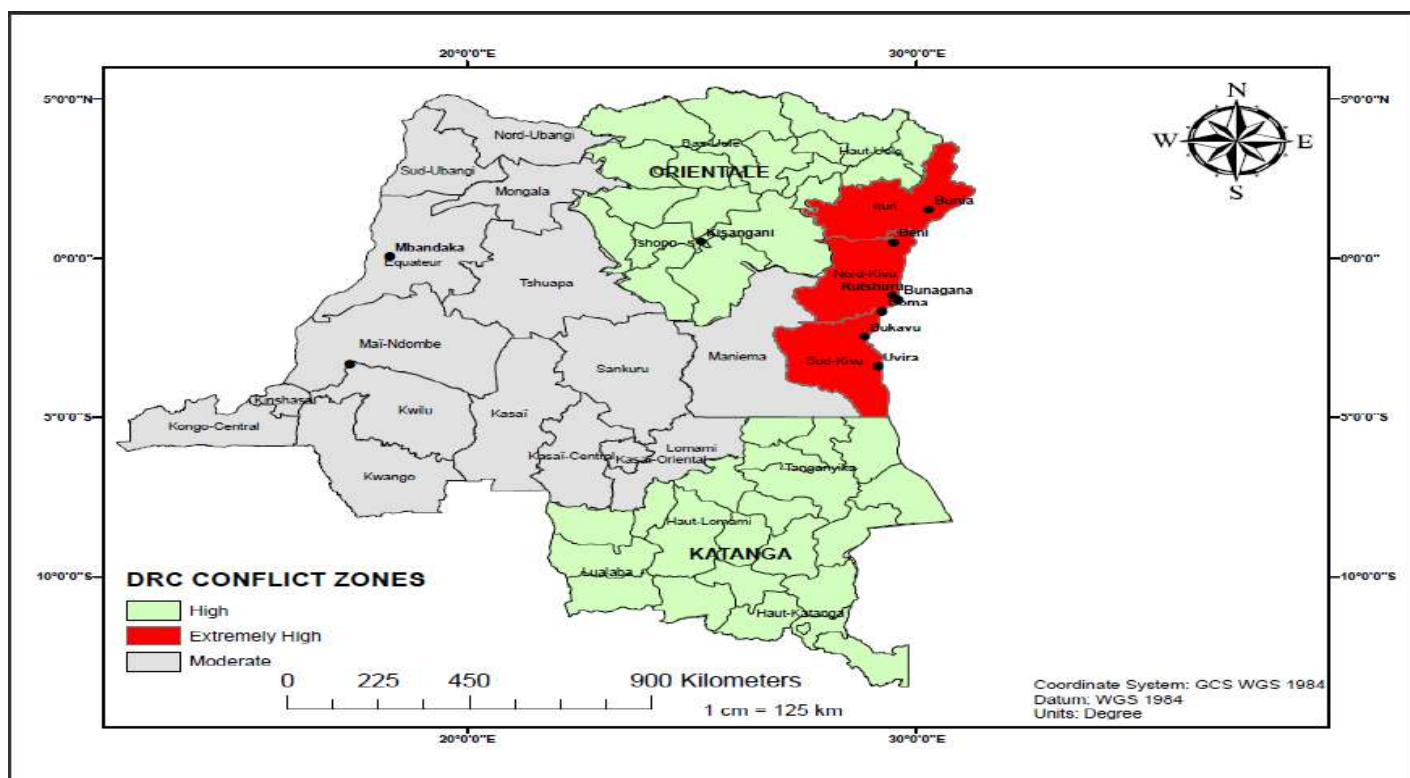 20°0'0"E
30°0'0"E
5°0'0"N
5°0'0"N
N
W
E
S
Nord-Ubangi
Bas-Uele
Haut-Uele
Sud-Ubangi
ORIENTALE
Mongala
Ituri
Bunia
Mbandaka
Tshopo
Kisangani
Beni
0°0'0"
0°0'0"
Equateur
Tshuapa
Nord-Kivu
Rutshuru
Bunagana
Goma
Bukavu
Maï-Ndombe
Maniema
Sud-Kivu
Uvira
Sankuru
Kinshasa
Kwilu
Kasaï
5°0'0"S
5°0'0"S
Kongo-Central
Lomami
Kasaï-Central
Kasaï-Oriental
Tanganyika
Kwango
Haut-Lomami
KATANGA
Lualaba
10°0'0"S
10°0'0"S
Haut-Katanga
DRC CONFLICT ZONES
High
Extremely High
Moderate
0 225 450 900 Kilometers
1 cm = 125 km
Coordinate System: GCS WGS 1984
Datum: WGS 1984
Units: Degree
20°0'0"E
30°0'0"E